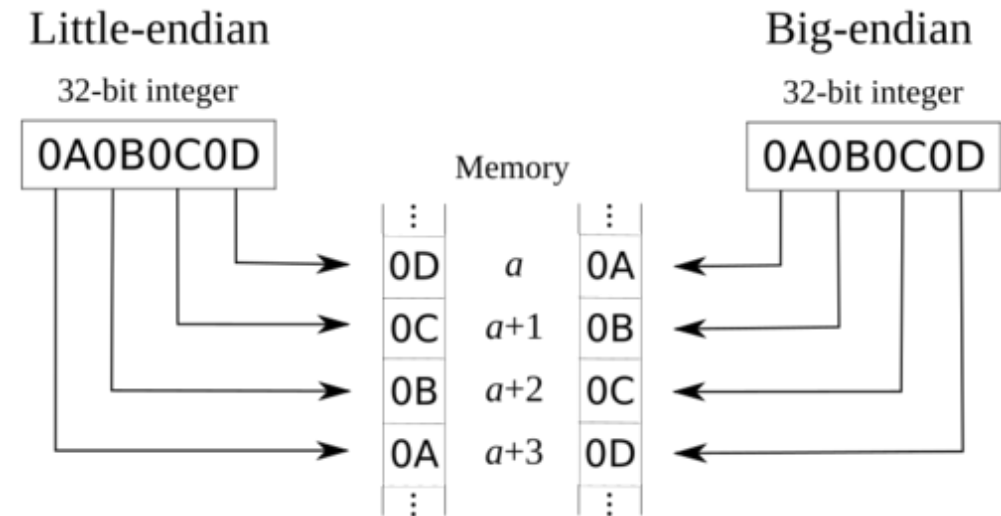 Little-endian
Big-endian
32-bit integer
32-bit integer
0A0B0C0D
0A0B0C0D
Memory
⋮ ⋮
0D a 0A
0C a+1 0B
0B a+2 0C
0A a+3 0D
⋮ ⋮